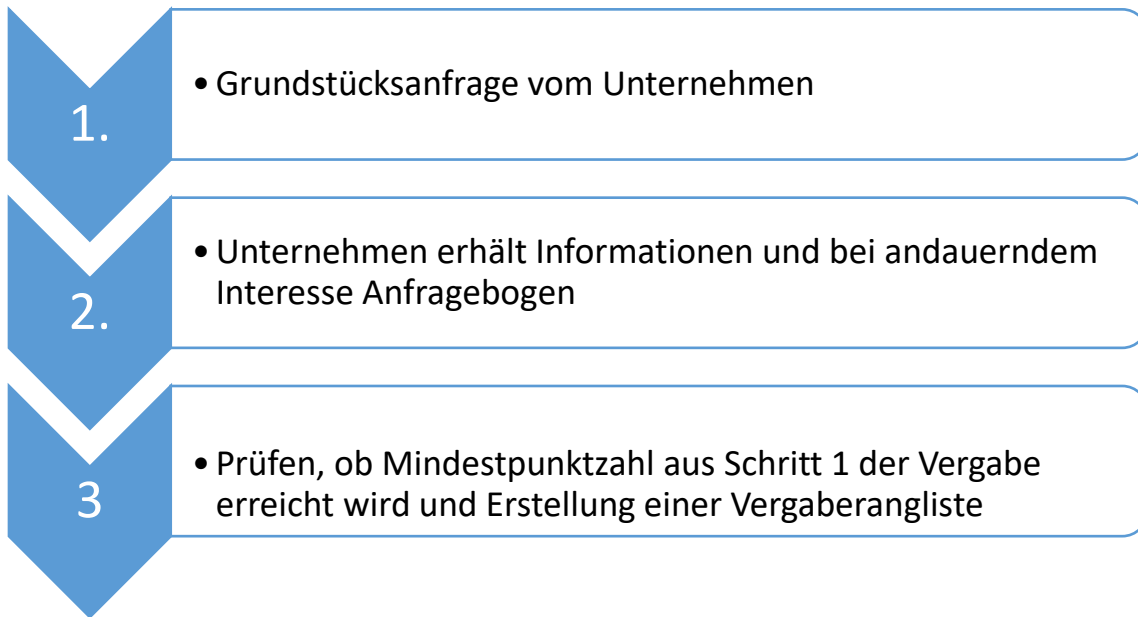 1.
• Grundstücksanfrage vom Unternehmen
2.
• Unternehmen erhält Informationen und bei andauerndem
Interesse Anfragebogen
3
• Prüfen, ob Mindestpunktzahl aus Schritt 1 der Vergabe
erreicht wird und Erstellung einer Vergaberangliste